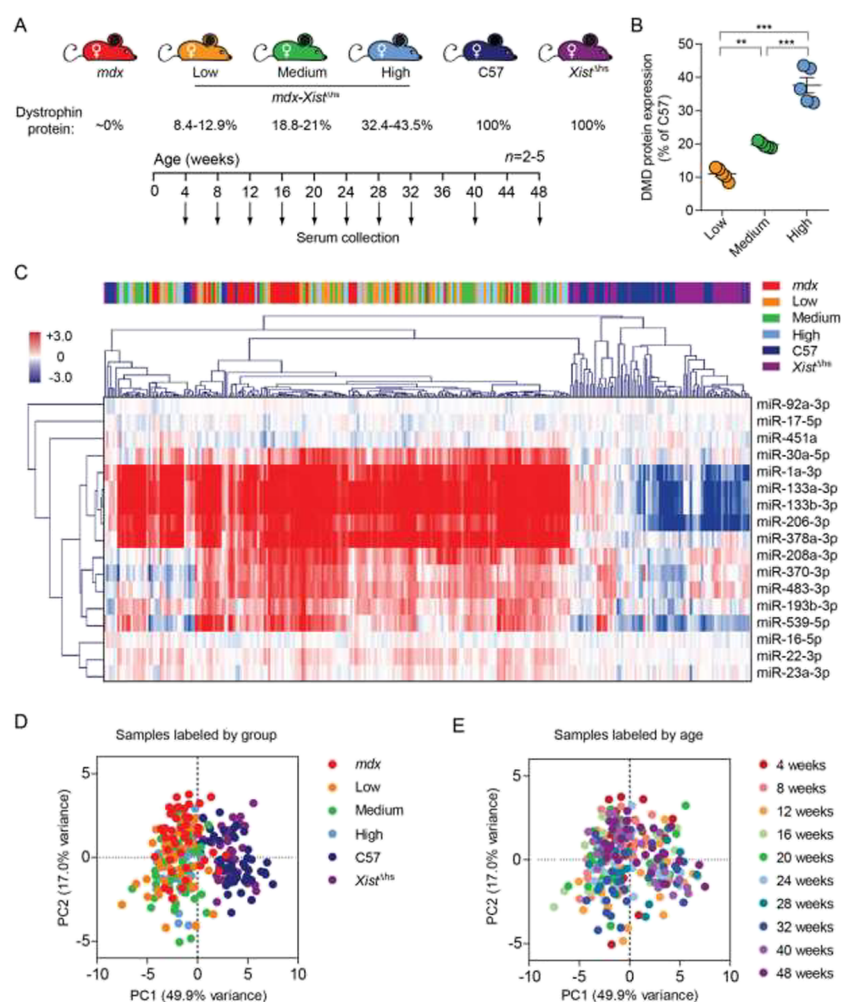 A
mdx Low Medium High C57 Xist^Δhs
mdx-Xist^Δhs
Dystrophin protein: ~0% 8.4-12.9% 18.8-21% 32.4-43.5% 100% 100%
Age (weeks) n=2-5
0 4 8 12 16 20 24 28 32 36 40 44 48
Serum collection
B
DMD protein expression
(% of C57)
50
40
30
20
10
0
** *** ***
Low Medium High
C
+3.0
0
-3.0
mdx
Low
Medium
High
C57
Xist^Δhs
miR-92a-3p
miR-17-5p
miR-451a
miR-30a-5p
miR-1a-3p
miR-133a-3p
miR-133b-3p
miR-206-3p
miR-378a-3p
miR-208a-3p
miR-370-3p
miR-483-3p
miR-193b-3p
miR-539-5p
miR-16-5p
miR-22-3p
miR-23a-3p
D
Samples labeled by group
PC2 (17.0% variance)
5
0
-5
-10 -5 0 5 10
PC1 (49.9% variance)
mdx
Low
Medium
High
C57
Xist^Δhs
E
Samples labeled by age
PC2 (17.0% variance)
5
0
-5
-10 -5 0 5 10
PC1 (49.9% variance)
4 weeks
8 weeks
12 weeks
16 weeks
20 weeks
24 weeks
28 weeks
32 weeks
40 weeks
48 weeks